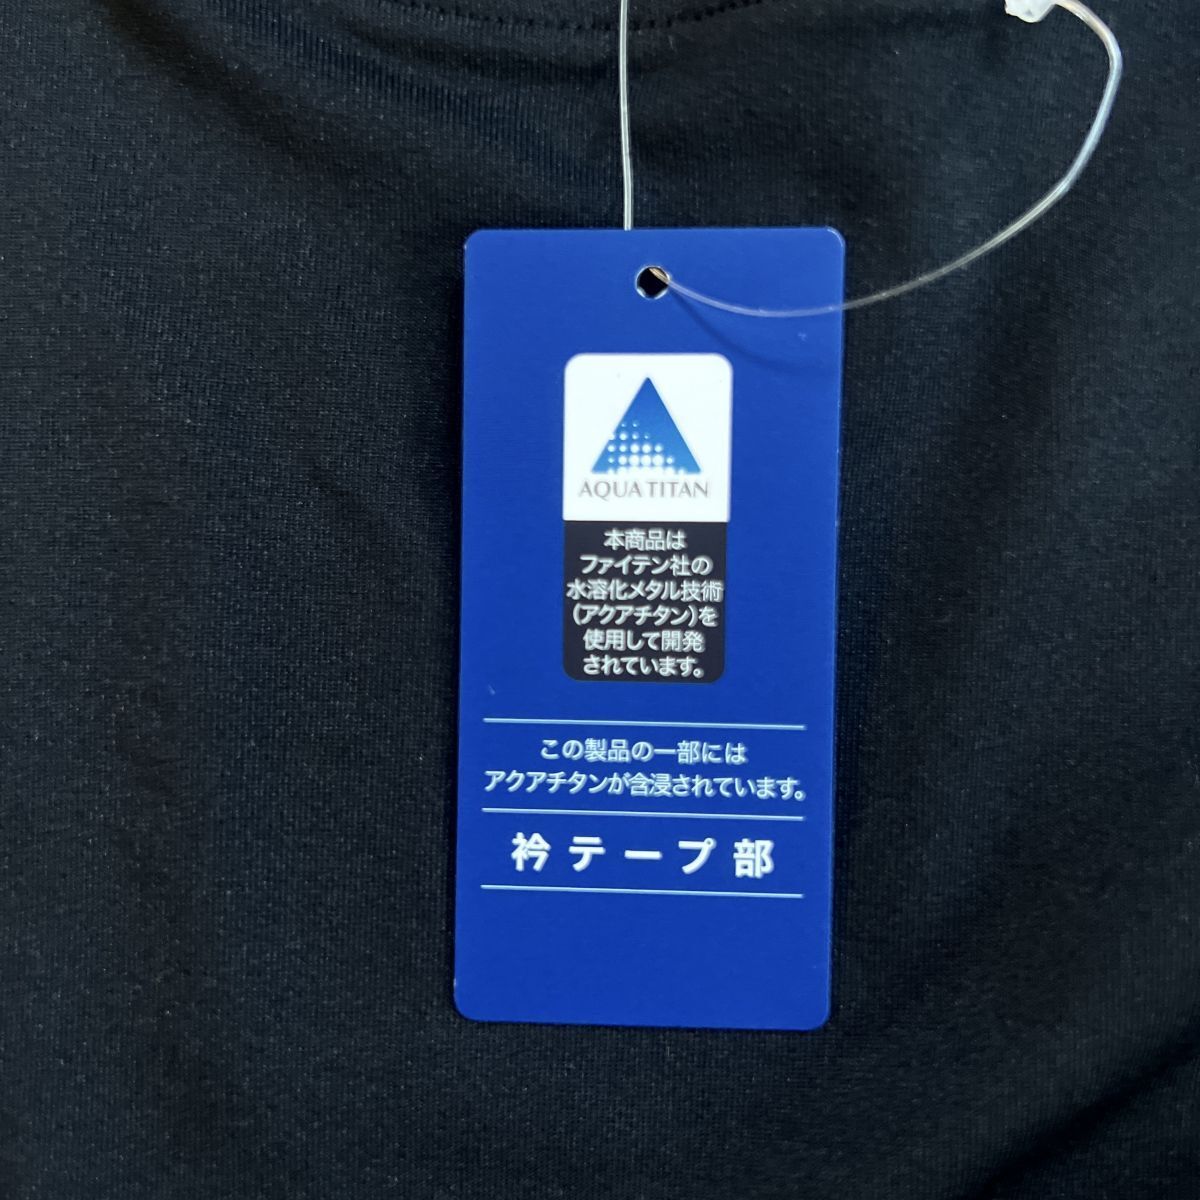 AQUA TITAN
本商品は
ファイテン社の
水溶化メタル技術
(アクアチタン)を
使用して開発
されています。
この製品の一部には
アクアチタンが含浸されています。
衿テープ部